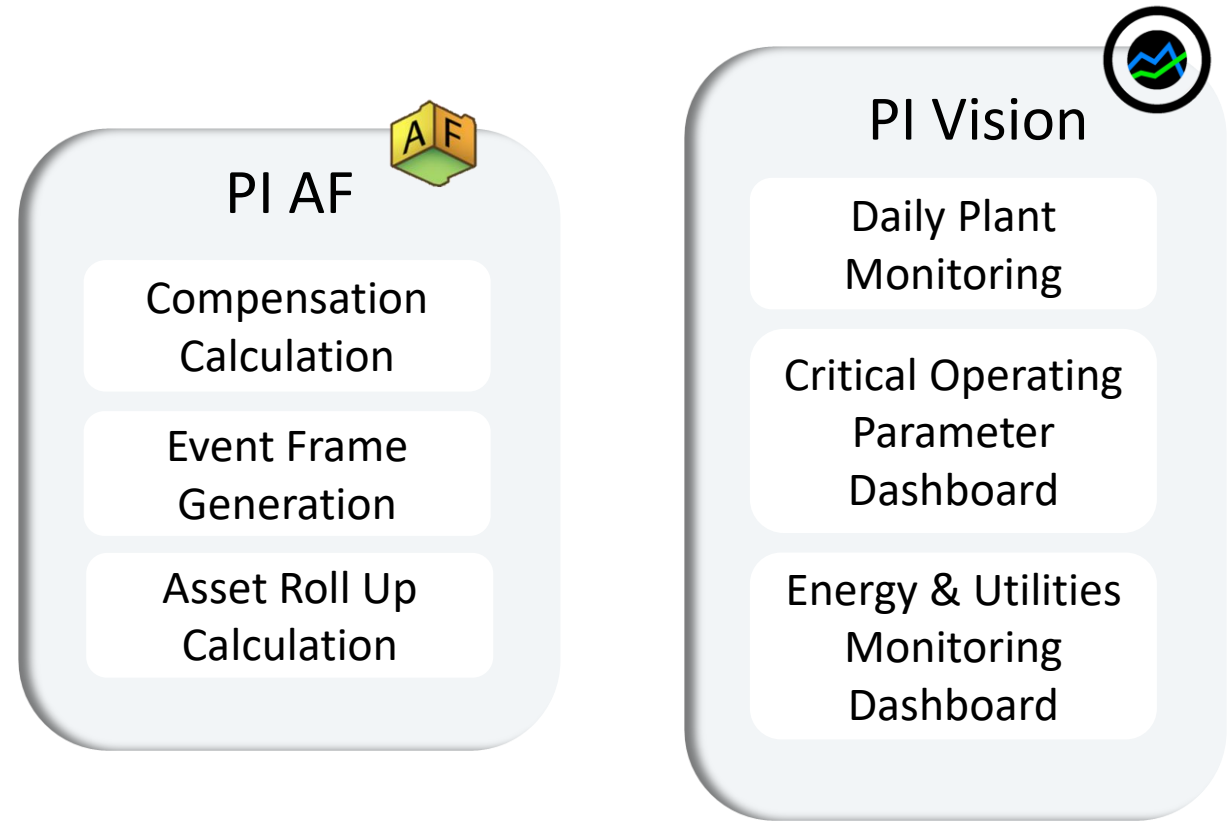 PI AF
AF
Compensation
Calculation
Event Frame
Generation
Asset Roll Up
Calculation
PI Vision
Daily Plant
Monitoring
Critical Operating
Parameter
Dashboard
Energy & Utilities
Monitoring
Dashboard